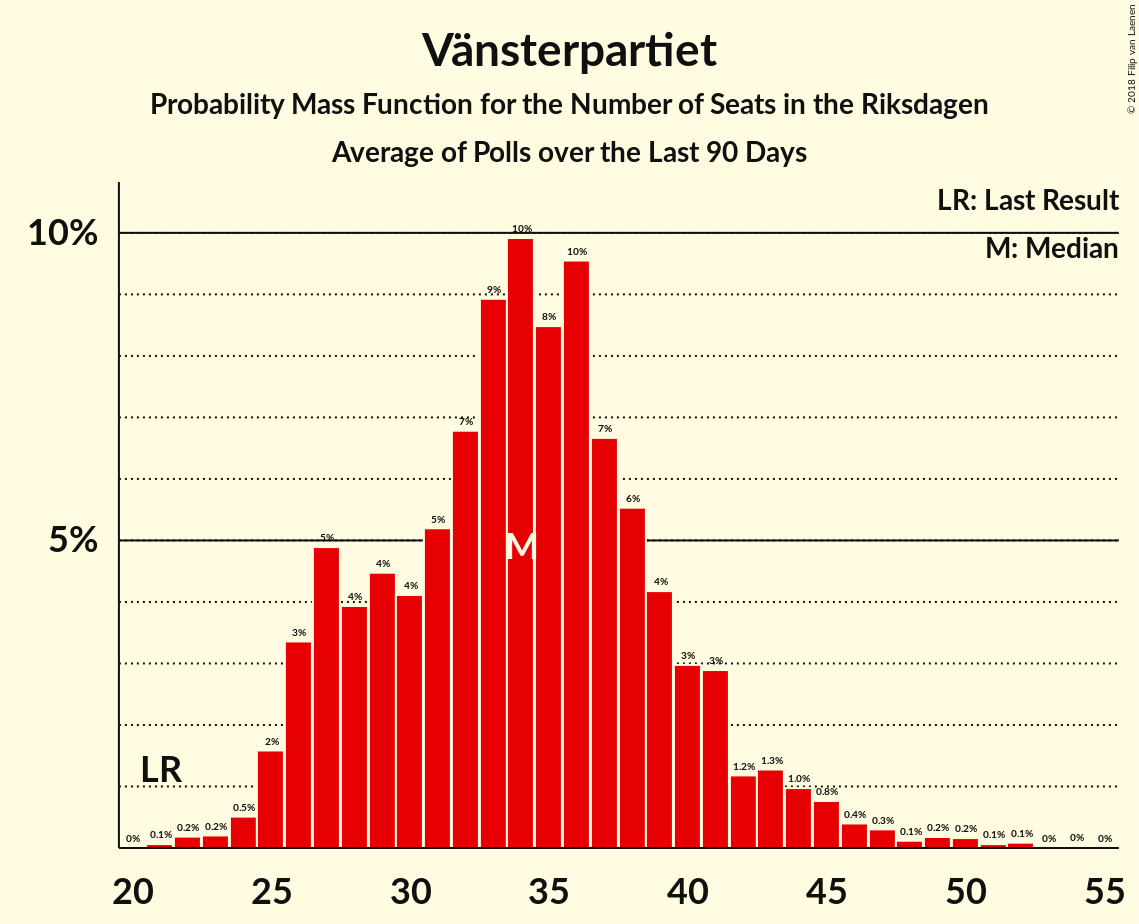 Vänsterpartiet
Probability Mass Function for the Number of Seats in the Riksdagen
Average of Polls over the Last 90 Days
© 2018 Filip van Laenen
LR: Last Result
M: Median
10%
5%
LR
M
0% 0.1% 0.2% 0.2% 0.5% 2% 3% 5% 4% 4% 4% 5% 7% 9% 10% 8% 10% 7% 6% 4% 3% 3% 1.2% 1.3% 1.0% 0.8% 0.4% 0.3% 0.1% 0.2% 0.2% 0.1% 0.1% 0% 0% 0%
20 25 30 35 40 45 50 55